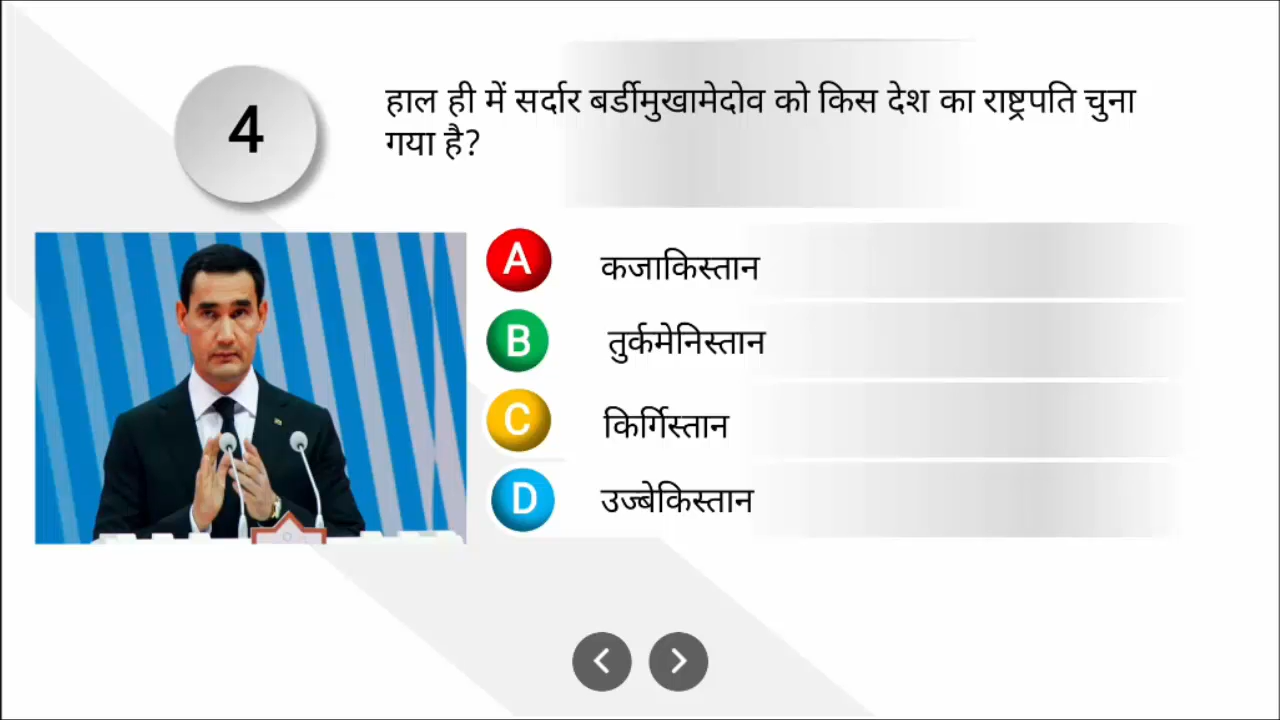 4
हाल ही में सर्दार बर्डीमुखामेदोव को किस देश का राष्ट्रपति चुना
गया है?
A कजाकिस्तान
B तुर्कमेनिस्तान
C किर्गिस्तान
D उज्बेकिस्तान